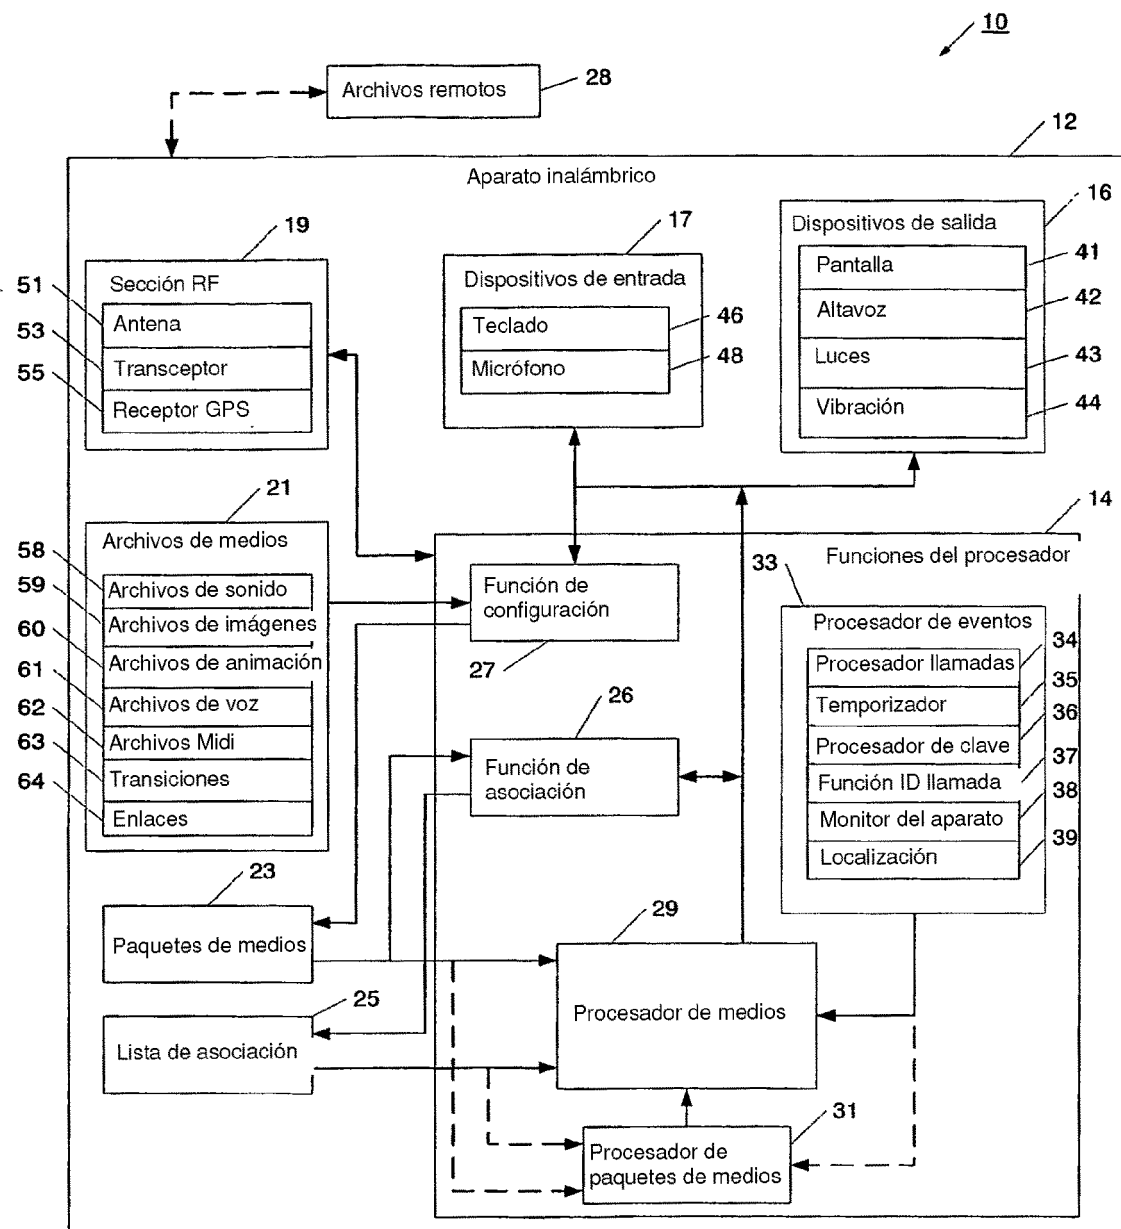 10
Archivos remotos
28
12
Aparato inalámbrico
19
Sección RF
51
Antena
53
Transceptor
55
Receptor GPS
17
Dispositivos de entrada
Teclado
46
Micrófono
48
16
Dispositivos de salida
Pantalla
41
Altavoz
42
Luces
43
Vibración
44
21
Archivos de medios
58
Archivos de sonido
59
Archivos de imágenes
60
Archivos de animación
61
Archivos de voz
62
Archivos Midi
63
Transiciones
64
Enlaces
14
Funciones del procesador
Función de
configuración
27
33
Procesador de eventos
Procesador llamadas
34
Temporizador
35
Procesador de clave
36
Función ID llamada
37
Monitor del aparato
38
Localización
39
26
Función de
asociación
23
Paquetes de medios
25
Lista de asociación
29
Procesador de medios
31
Procesador de
paquetes de medios